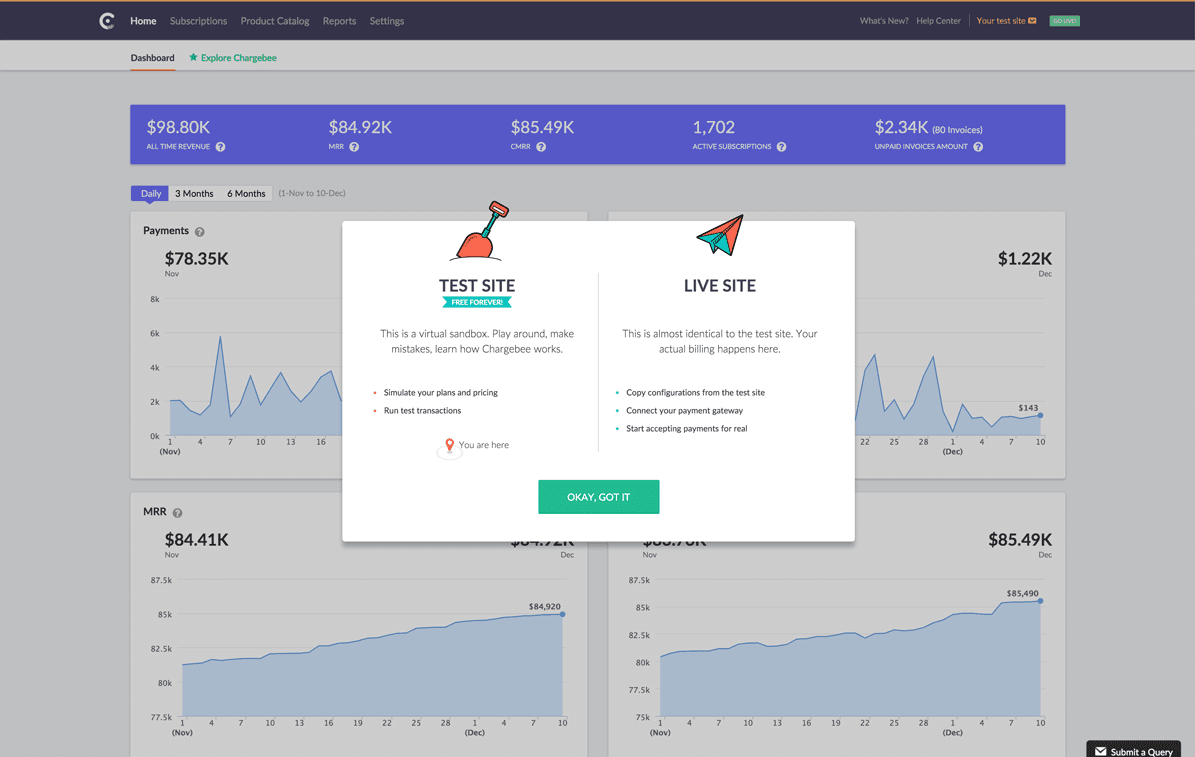 Home Subscriptions Product Catalog Reports Settings What's New? Help Center Your test site GO LIVE!
Dashboard Explore Chargebee
$98.80K $84.92K $85.49K 1,702 $2.34K (80 Invoices)
ALL TIME REVENUE ? MRR ? CMRR ? ACTIVE SUBSCRIPTIONS ? UNPAID INVOICES AMOUNT ?
Daily 3 Months 6 Months (1-Nov to 10-Dec)
Payments ?
$78.35K
Nov
$1.22K
Dec
8k
6k
4k
2k
0k
1 4 7 10 13 16
(Nov)
$143
22 25 28 1 4 7 10
(Dec)
TEST SITE
FREE FOREVER!
This is a virtual sandbox. Play around, make
mistakes, learn how Chargebee works.
• Simulate your plans and pricing
• Run test transactions
You are here
LIVE SITE
This is almost identical to the test site. Your
actual billing happens here.
• Copy configurations from the test site
• Connect your payment gateway
• Start accepting payments for real
OKAY, GOT IT
MRR ?
$84.41K
Nov
$84.92K
Dec
87.5k
85k
82.5k
80k
77.5k
$84,920
1 4 7 10 13 16 19 22 25 28 1 4 7 10
(Nov) (Dec)
Nov
$85.49K
Dec
87.5k
85k
82.5k
80k
77.5k
75k
$85,490
1 4 7 10 13 16 19 22 25 28 1 4 7 10
(Nov) (Dec)
Submit a Query